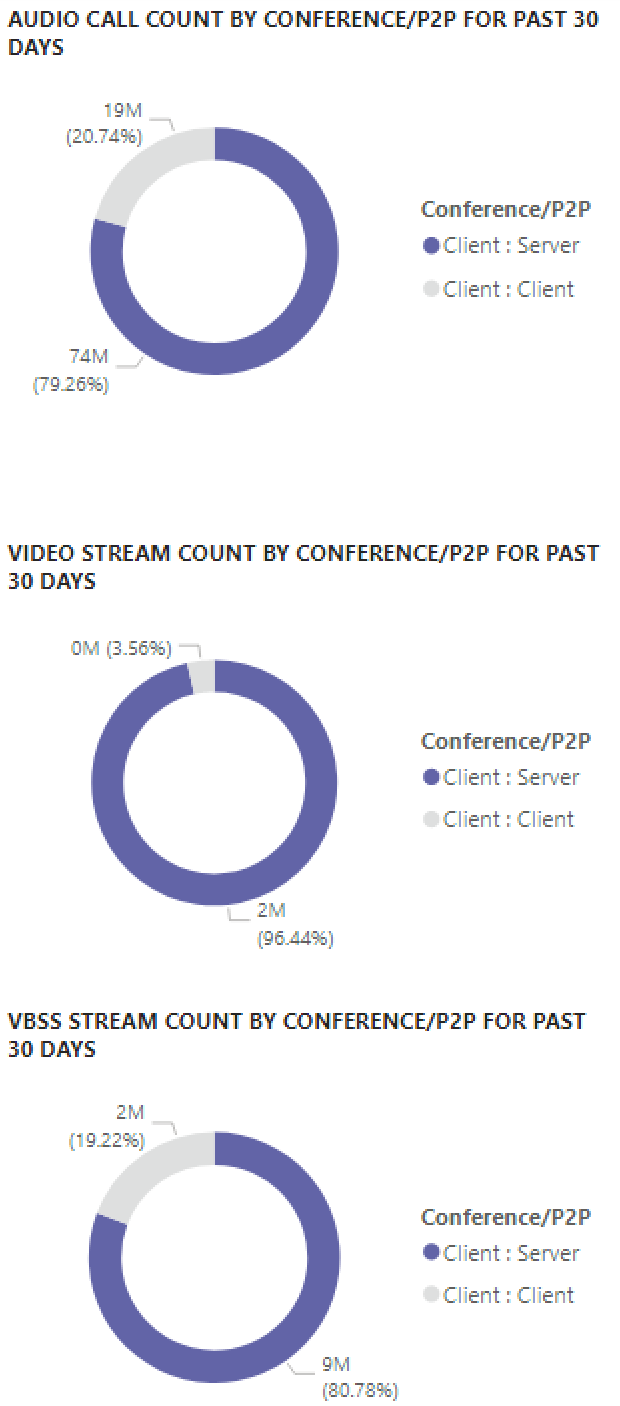 AUDIO CALL COUNT BY CONFERENCE/P2P FOR PAST 30
DAYS
19M
(20.74%)
74M
(79.26%)
Conference/P2P
Client : Server
Client : Client
VIDEO STREAM COUNT BY CONFERENCE/P2P FOR PAST
30 DAYS
0M (3.56%)
2M
(96.44%)
Conference/P2P
Client : Server
Client : Client
VBSS STREAM COUNT BY CONFERENCE/P2P FOR PAST
30 DAYS
2M
(19.22%)
9M
(80.78%)
Conference/P2P
Client : Server
Client : Client